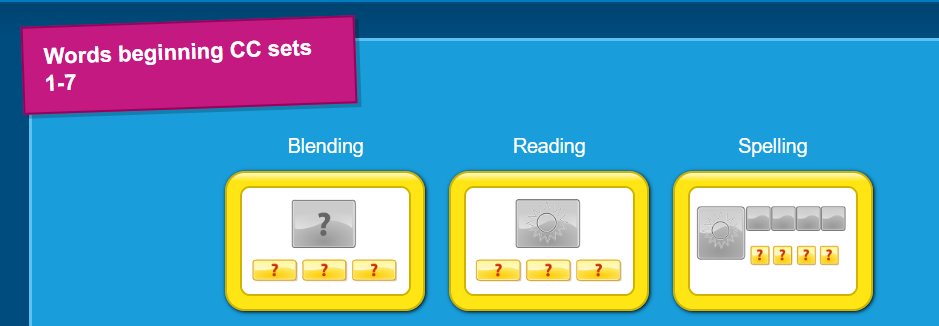 Words beginning CC sets
1-7
Blending
Reading
Spelling
?
? ? ?
? ? ?
? ? ? ?